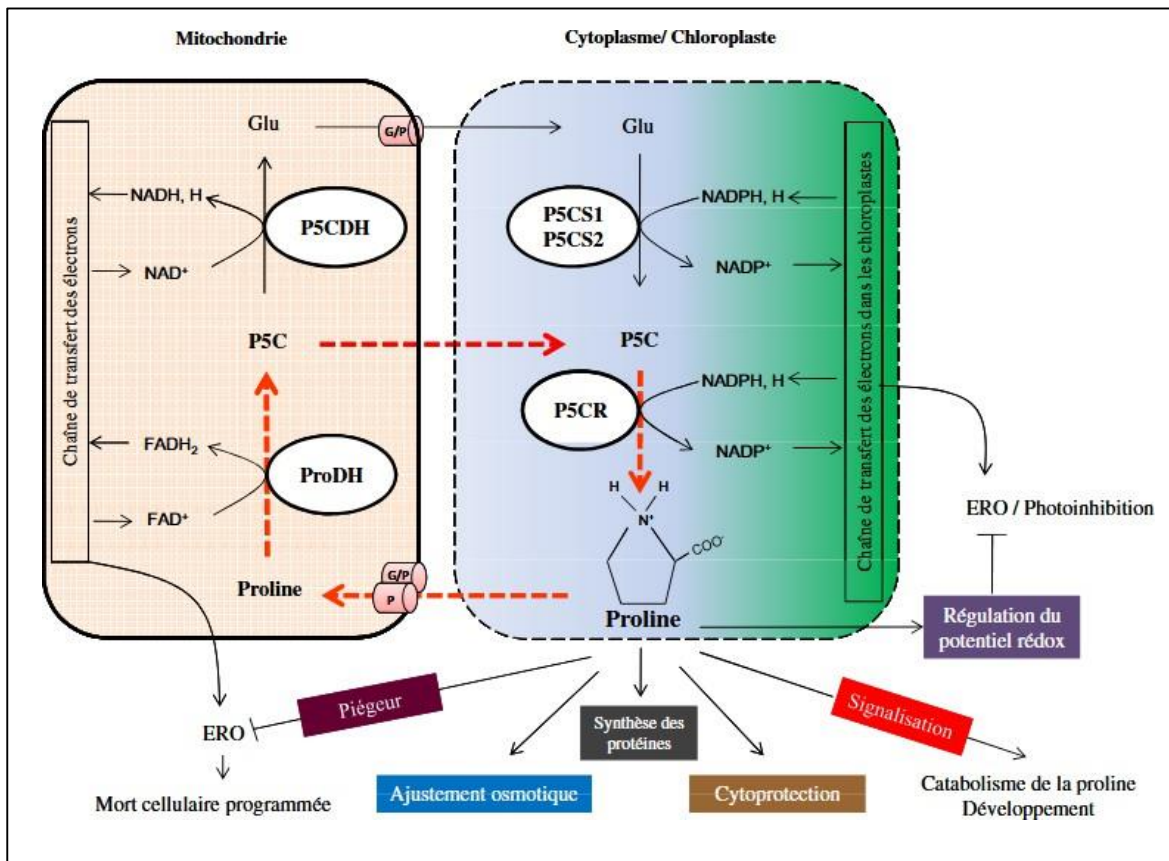 Mitochondrie
Cytoplasme/ Chloroplaste
Glu
G/P
Glu
NADH, H
P5CDH
NAD⁺
P5CS1
P5CS2
NADPH, H
NADP⁺
Chaîne de transfert des électrons
Chaîne de transfert des électrons dans les chloroplastes
P5C
P5C
FADH₂
ProDH
FAD⁺
P5CR
NADPH, H
NADP⁺
H
H
N⁺
COO⁻
ERO / Photoinhibition
Proline
G/P
P
Proline
Régulation du
potentiel rédox
Piégeur
Signalisation
ERO
Synthèse des
protéines
Mort cellulaire programmée
Ajustement osmotique
Cytoprotection
Catabolisme de la proline
Développement